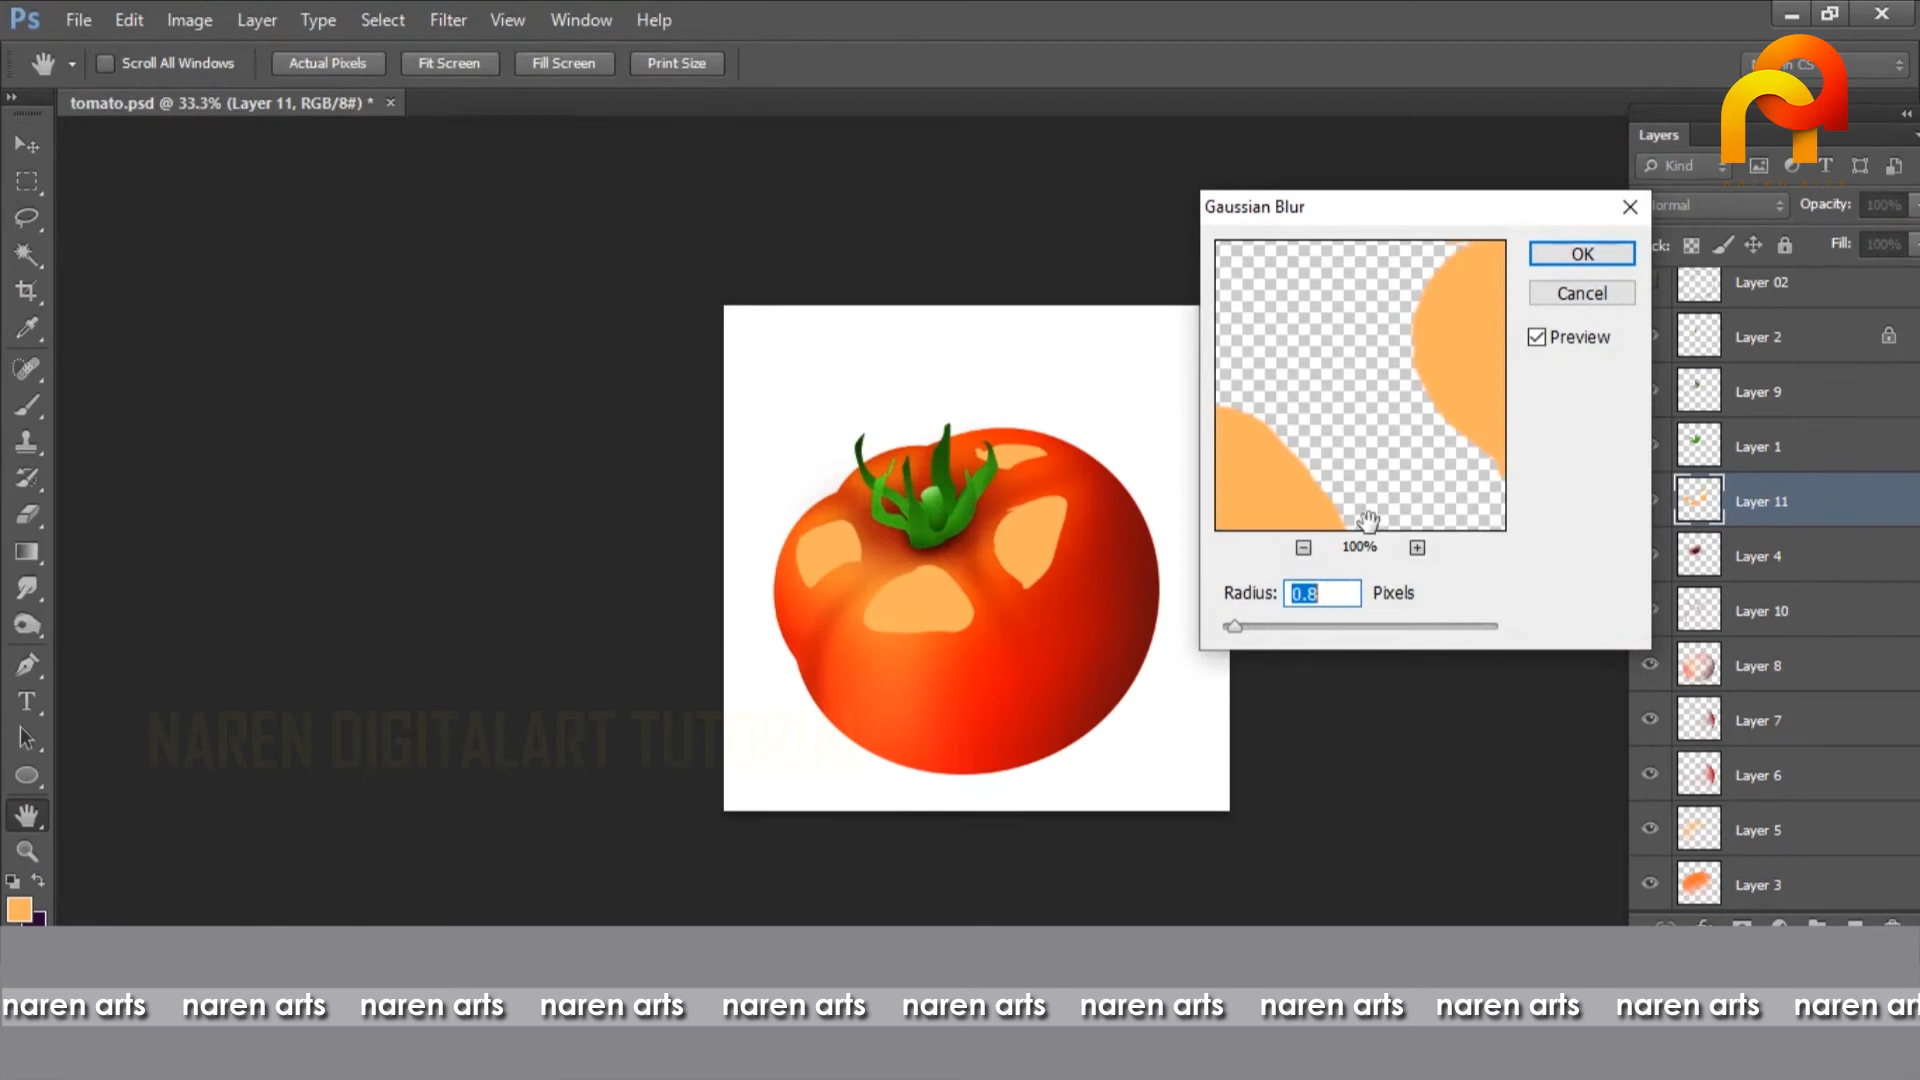 Ps File Edit Image Layer Type Select Filter View Window Help
Scroll All Windows Actual Pixels Fit Screen Fill Screen Print Size
tomato.psd @ 33.3% (Layer 11, RGB/8#) * ×
Layers
Kind
Opacity: 100%
Fill: 100%
Layer 02
Layer 2
Layer 9
Layer 1
Layer 11
Layer 4
Layer 10
Layer 8
Layer 7
Layer 6
Layer 5
Layer 3
Gaussian Blur
OK
Cancel
Preview
100%
Radius: 0.8 Pixels
NAREN DIGITALART
naren arts naren arts naren arts naren arts naren arts naren arts naren arts naren arts naren arts naren arts naren ar